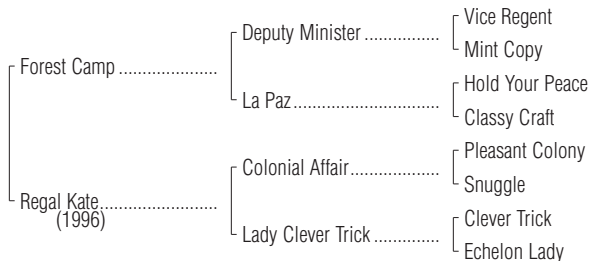 Vice Regent
Deputy Minister ................
Mint Copy
Forest Camp .....................
Hold Your Peace
La Paz...............................
Classy Craft
Pleasant Colony
Colonial Affair...................
Snuggle
Regal Kate.........................
(1996)
Clever Trick
Lady Clever Trick ..............
Echelon Lady